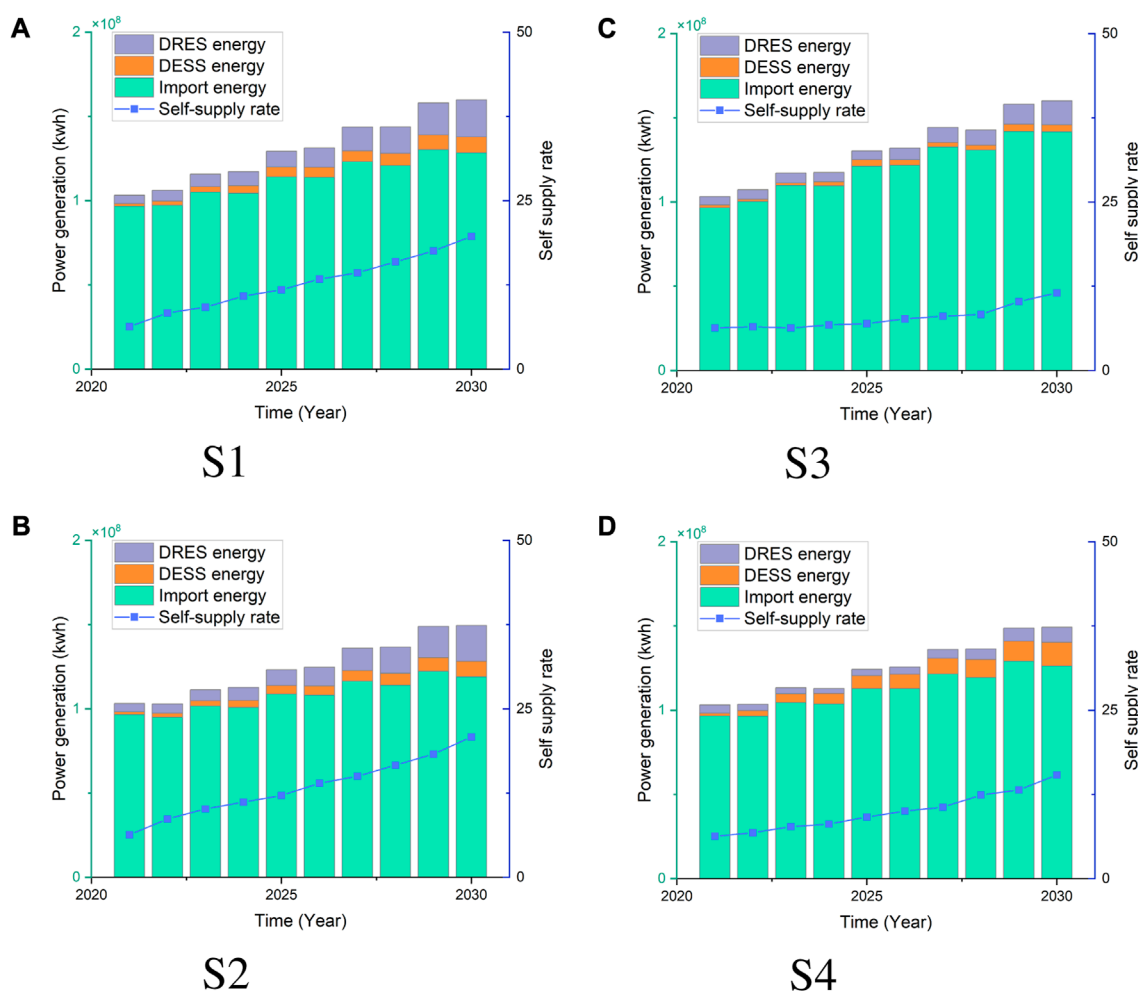 A
×10⁸
2
1
0
Power generation (kwh)
DRES energy
DESS energy
Import energy
Self-supply rate
50
25
0
Self supply rate
2020
2025
2030
Time (Year)
S1
C
×10⁸
2
1
0
Power generation (kwh)
DRES energy
DESS energy
Import energy
Self-supply rate
50
25
0
Self supply rate
2020
2025
2030
Time (Year)
S3
B
×10⁸
2
1
0
Power generation (kwh)
DRES energy
DESS energy
Import energy
Self-supply rate
50
25
0
Self supply rate
2020
2025
2030
Time (Year)
S2
D
×10⁸
2
1
0
Power generation (kwh)
DRES energy
DESS energy
Import energy
Self-supply rate
50
25
0
Self supply rate
2020
2025
2030
Time (Year)
S4